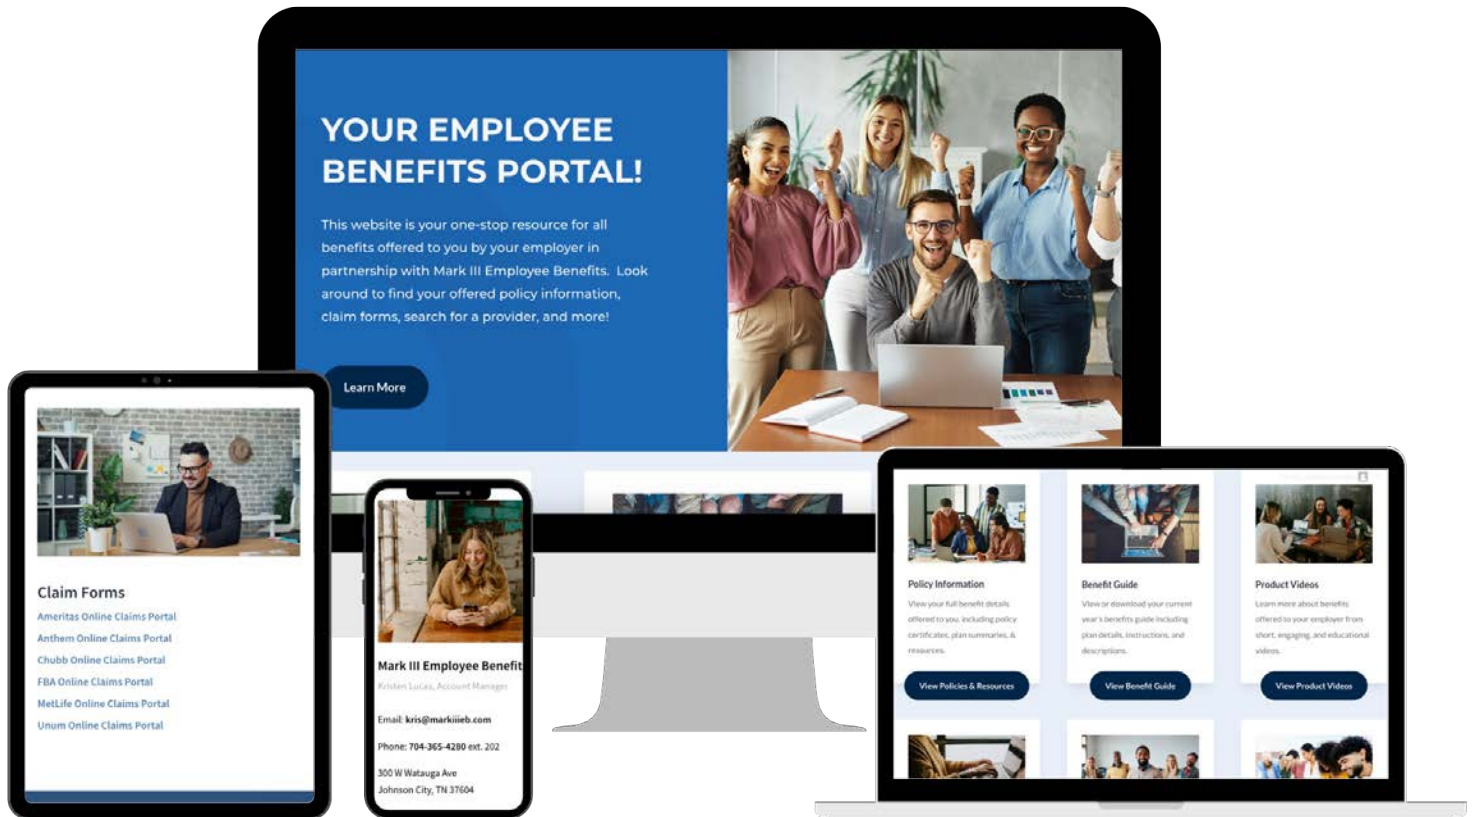 YOUR EMPLOYEE
BENEFITS PORTAL!
This website is your one-stop resource for all
benefits offered to you by your employer in
partnership with Mark III Employee Benefits. Look
around to find your offered policy information,
claim forms, search for a provider, and more!
Learn More
Claim Forms
Ameritas Online Claims Portal
Anthem Online Claims Portal
Chubb Online Claims Portal
FBA Online Claims Portal
MetLife Online Claims Portal
Unum Online Claims Portal
Mark III Employee Benefit
Kristen Lucas, Account Manager
Email: kris@markiiieb.com
Phone: 704-365-4280 ext. 202
300 W Watauga Ave
Johnson City, TN 37604
Policy Information
View your full benefit details
offered to you, including policy
certificates, plan summaries, &
resources.
View Policies & Resources
Benefit Guide
View or download your current
year's benefits guide including
plan details, instructions, and
descriptions.
View Benefit Guide
Product Videos
Learn more about benefits
offered to your employer from
short, engaging, and educational
videos.
View Product Videos